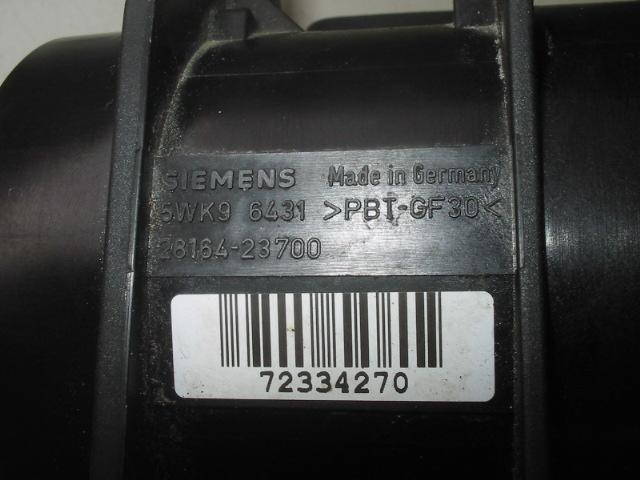 SIEMENS Made in Germany
5WK9 6431 >PBT-GF30<
28164-23700
72334270